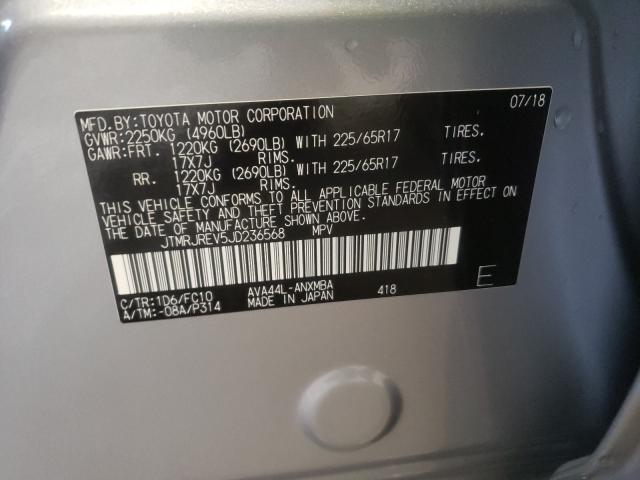 MFD.BY:TOYOTA MOTOR CORPORATION 07/18
GVWR:2250KG (4960LB)
GAWR:FRT. 1220KG (2690LB) WITH 225/65R17 TIRES.
17X7J RIMS.
RR. 1220KG (2690LB) WITH 225/65R17 TIRES.
17X7J RIMS.
THIS VEHICLE CONFORMS TO ALL APPLICABLE FEDERAL MOTOR
VEHICLE SAFETY AND THEFT PREVENTION STANDARDS IN EFFECT ON
THE DATE OF MANUFACTURE SHOWN ABOVE.
JTMRJREV5JD236568 MPV
C/TR:1D6/FC10 AVA44L-ANXMBA 418 E
A/TM:-08A/P314 MADE IN JAPAN